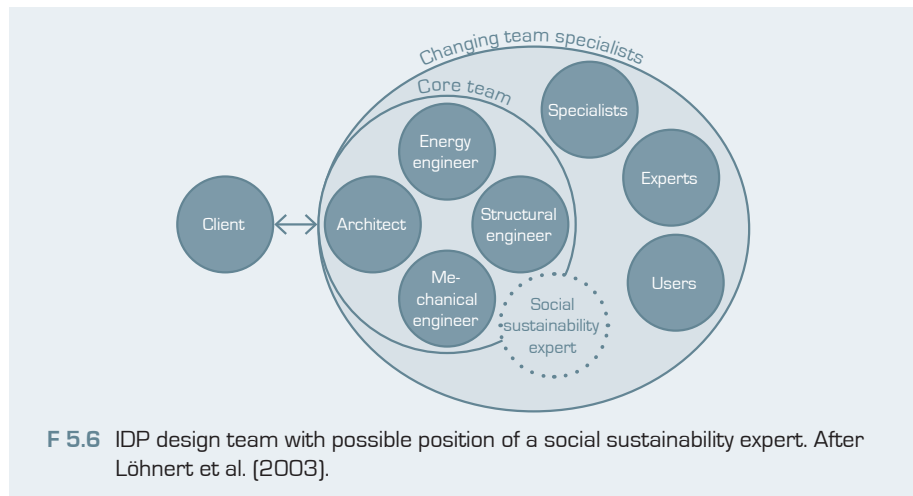 Changing team specialists
Core team
Specialists
Energy
engineer
Experts
Client
Architect
Structural
engineer
Me-
chanical
engineer
Users
Social
sustainability
expert
F 5.6 IDP design team with possible position of a social sustainability expert. After
Löhnert et al. (2003).